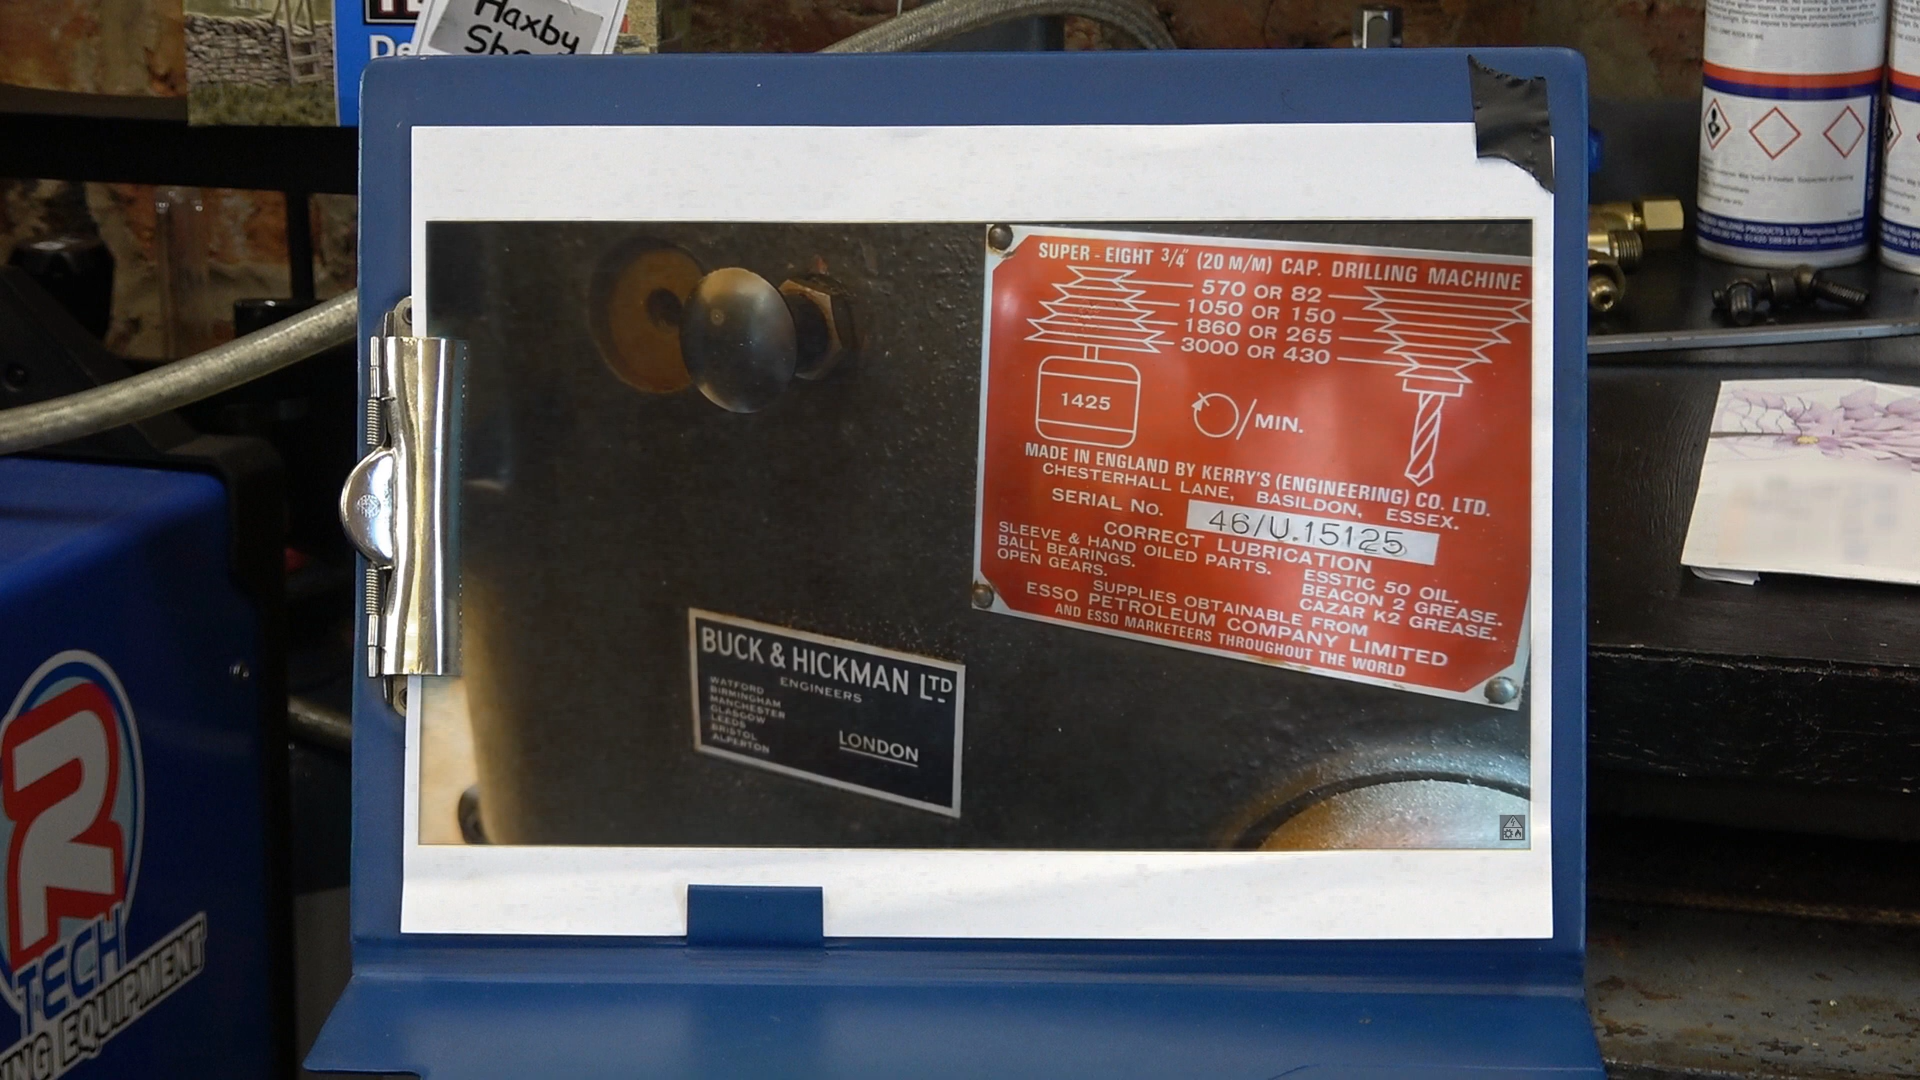 Haxby
De
SUPER - EIGHT 3/4" (20 M/M) CAP. DRILLING MACHINE
570 OR 82
1050 OR 150
1860 OR 265
3000 OR 430
1425
/MIN.
MADE IN ENGLAND BY KERRY'S (ENGINEERING) CO. LTD.
CHESTERHALL LANE, BASILDON, ESSEX.
SERIAL No. 46/U.15125
CORRECT LUBRICATION
SLEEVE & HAND OILED PARTS. ESSTIC 50 OIL.
BALL BEARINGS. BEACON 2 GREASE.
OPEN GEARS. CAZAR K2 GREASE.
SUPPLIES OBTAINABLE FROM
ESSO PETROLEUM COMPANY LIMITED
AND ESSO MARKETEERS THROUGHOUT THE WORLD
BUCK & HICKMAN LTD
ENGINEERS
WATFORD
BIRMINGHAM
MANCHESTER
GLASGOW
LEEDS
BRISTOL
ALPERTON
LONDON
R
TECH
ING EQUIPMENT